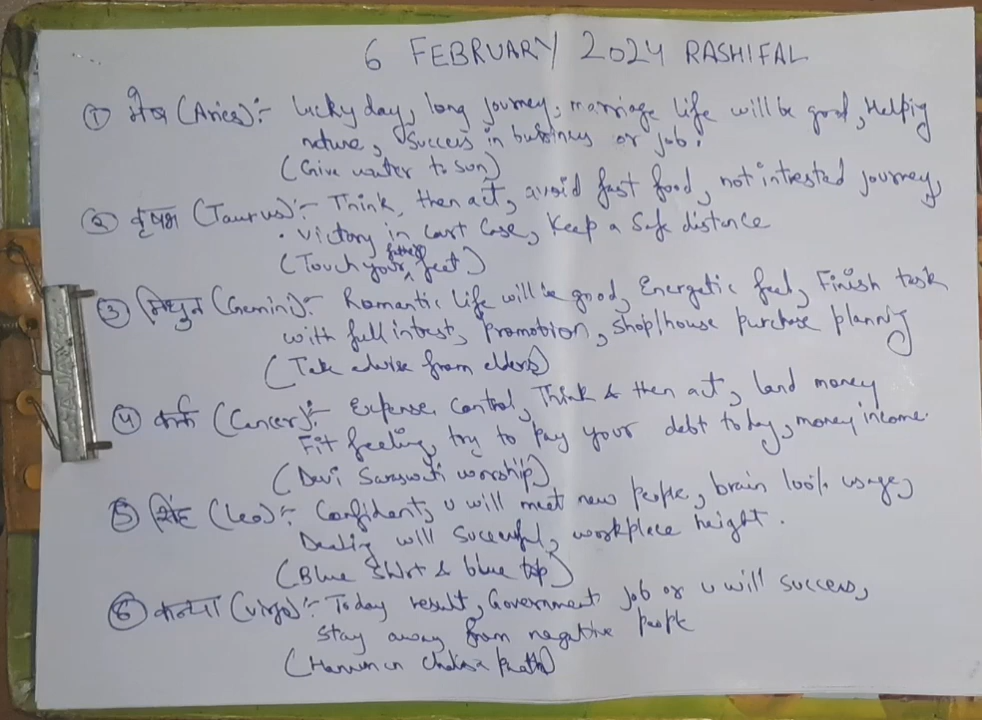 6 FEBRUARY 2024 RASHIFAL
① मेष (Aries):- Lucky day, long journey, marriage life will be good, Helping
nature, Success in bussiness or job.
(Give water to sun)
② वृषभ (Taurus):- Think, then act, avoid fast food, not intrested journey,
. Victory in Cart Case, Keep a Safe distance
(Touch your father feet)
③ मिथुन (Gemini):- Romantic life will be good, Energetic feel, Finish task
with full intrest, Promotion, Shop/house purchase planning
(Take advise from elders)
④ कर्क (Cancer):- Expense control, Think & then act, land money
Fit feeling, try to pay your debt today, money income.
(Devi Saraswati worship)
⑤ सिंह (Leo):- Confident, u will meet new people, brain 100% usage,
Dealing will Sucessful, workplace height.
(Blue Shirt & blue top)
⑥ कन्या (Virgo):- Today result, Government job or u will success,
Stay away from negative people
(Hanuman chalisa Path)
AJAY